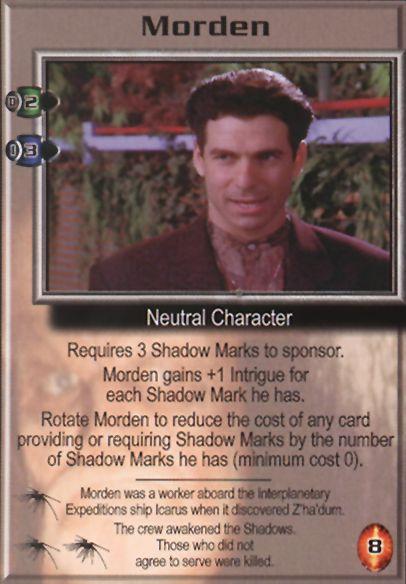 Morden
2
3
Neutral Character
Requires 3 Shadow Marks to sponsor.
Morden gains +1 Intrigue for
each Shadow Mark he has.
Rotate Morden to reduce the cost of any card
providing or requiring Shadow Marks by the number
of Shadow Marks he has (minimum cost 0).
Morden was a worker aboard the Interplanetary
Expeditions ship Icarus when it discovered Z'ha'dum.
The crew awakened the Shadows.
Those who did not
agree to serve were killed.
8